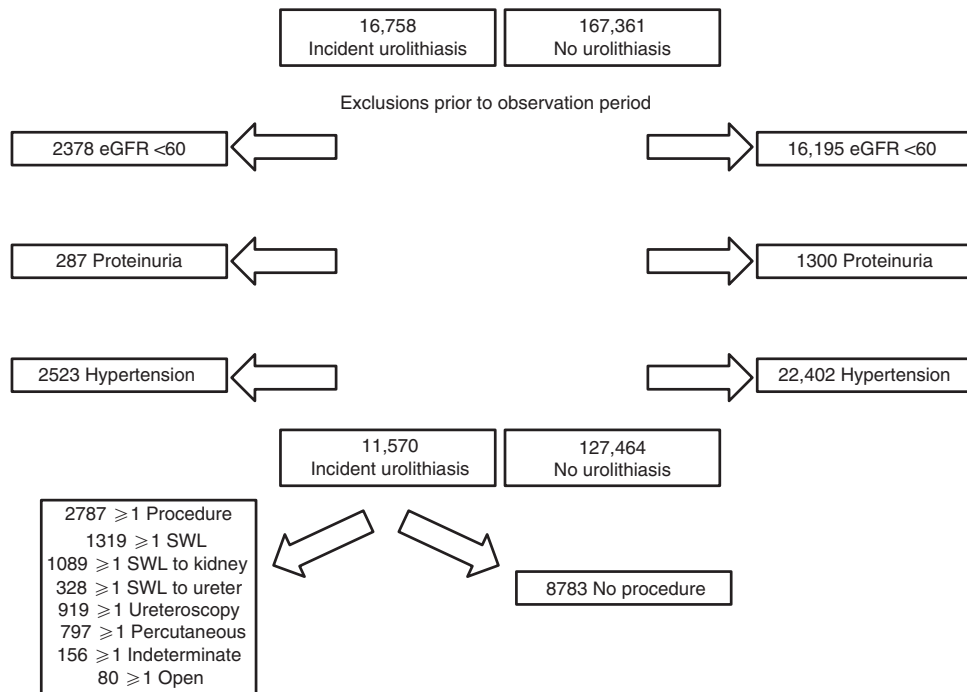 16,758
Incident urolithiasis
167,361
No urolithiasis
Exclusions prior to observation period
2378 eGFR <60
16,195 eGFR <60
287 Proteinuria
1300 Proteinuria
2523 Hypertension
22,402 Hypertension
11,570
Incident urolithiasis
127,464
No urolithiasis
2787 ⩾1 Procedure
1319 ⩾1 SWL
1089 ⩾1 SWL to kidney
328 ⩾1 SWL to ureter
919 ⩾1 Ureteroscopy
797 ⩾1 Percutaneous
156 ⩾1 Indeterminate
80 ⩾1 Open
8783 No procedure